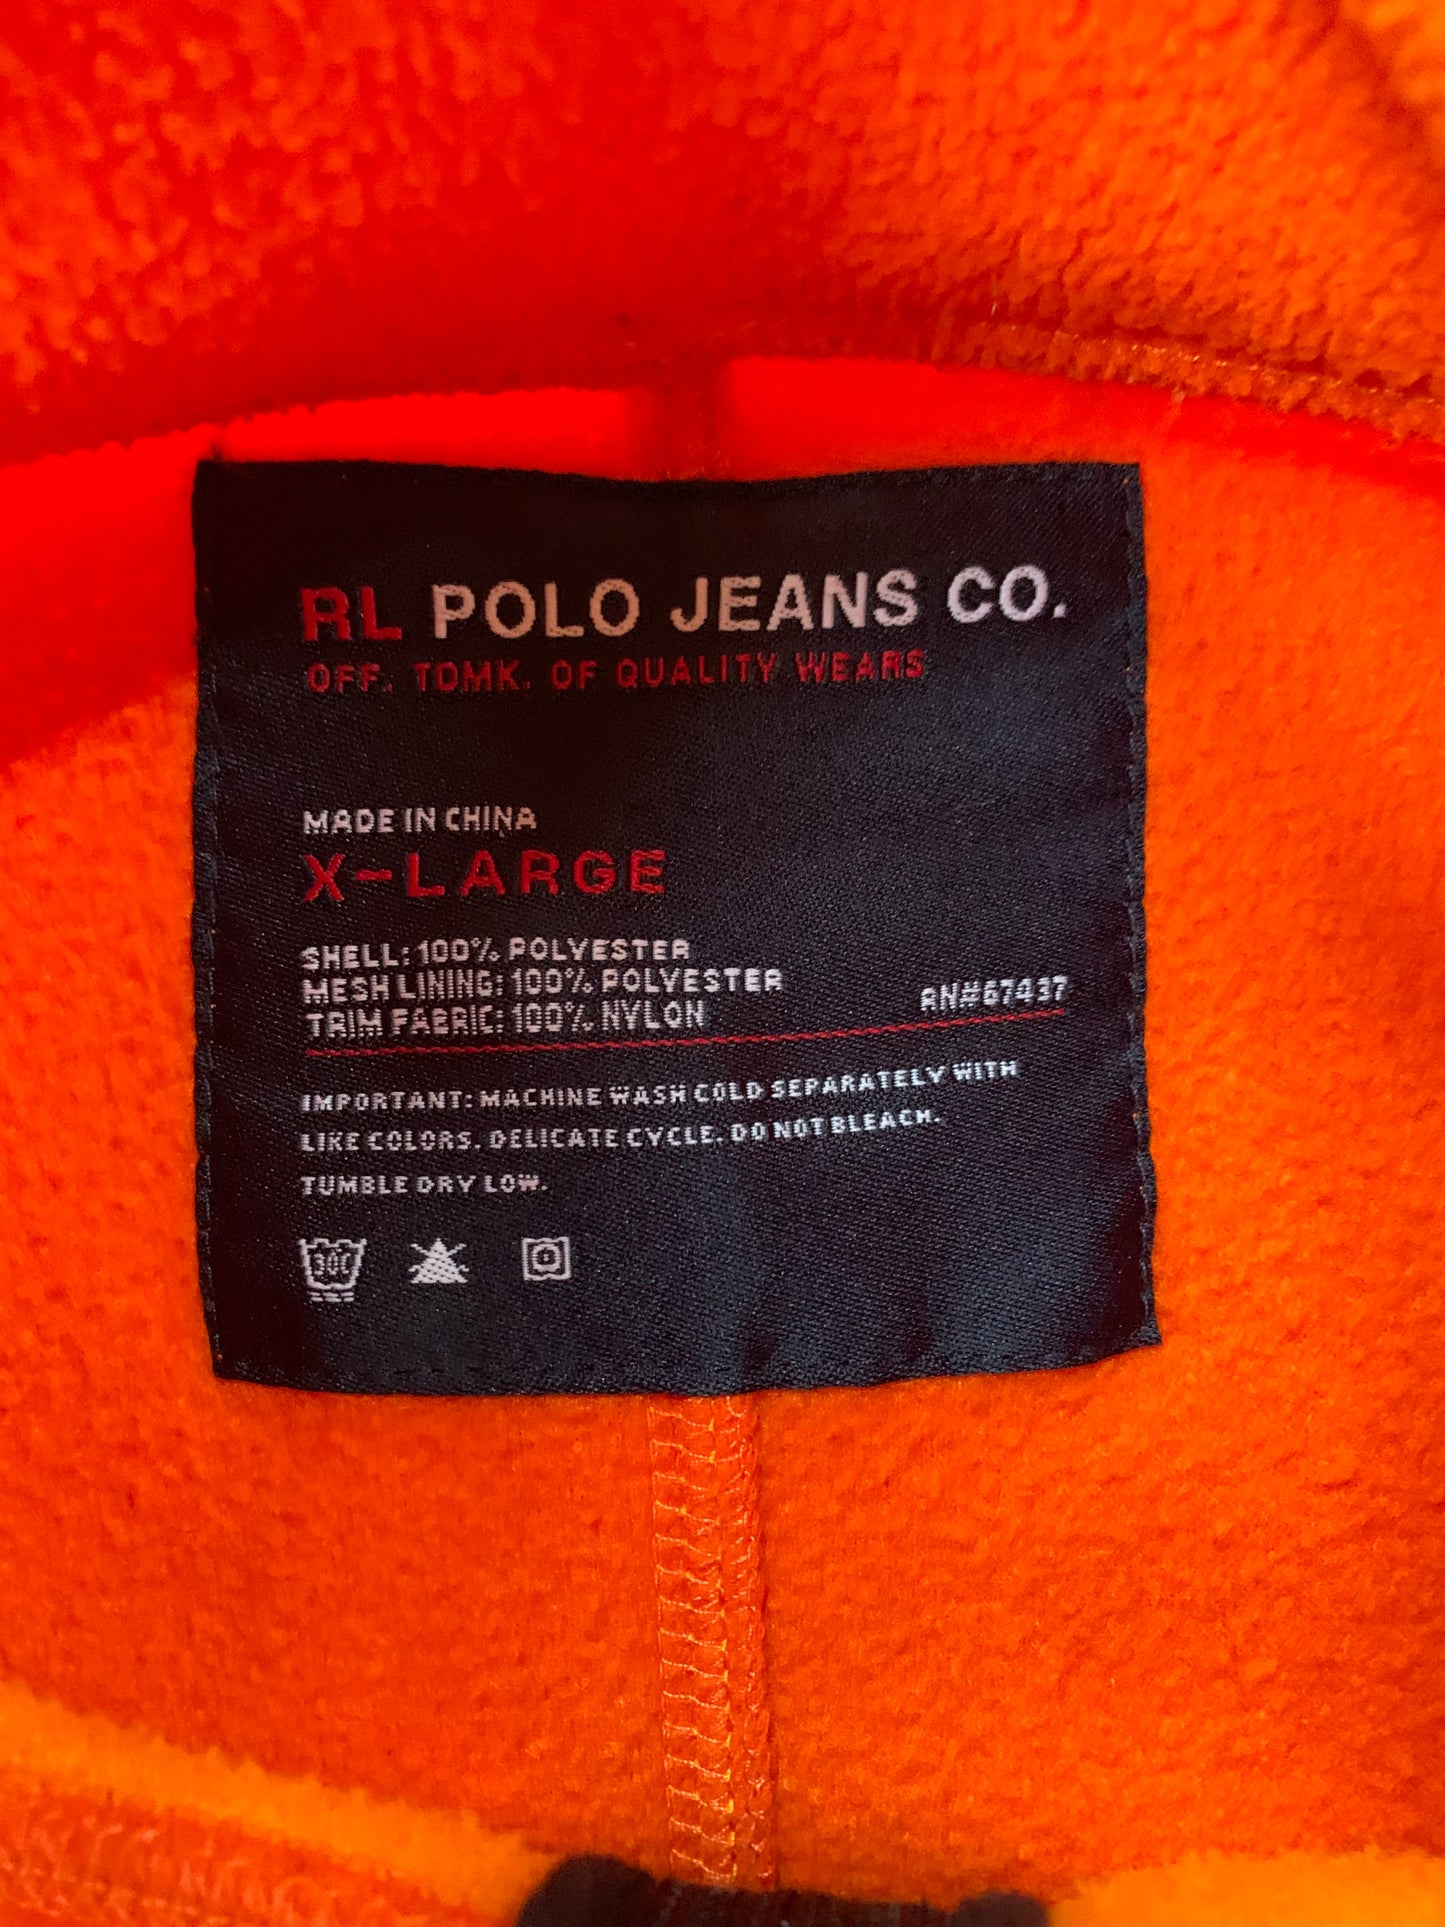 RL POLO JEANS CO.
OFF. TDMK. OF QUALITY WEARS
MADE IN CHINA
X-LARGE
SHELL: 100% POLYESTER
MESH LINING: 100% POLYESTER
TRIM FABRIC: 100% NYLON
RN#67437
IMPORTANT: MACHINE WASH COLD SEPARATELY WITH
LIKE COLORS. DELICATE CYCLE. DO NOT BLEACH.
TUMBLE DRY LOW.